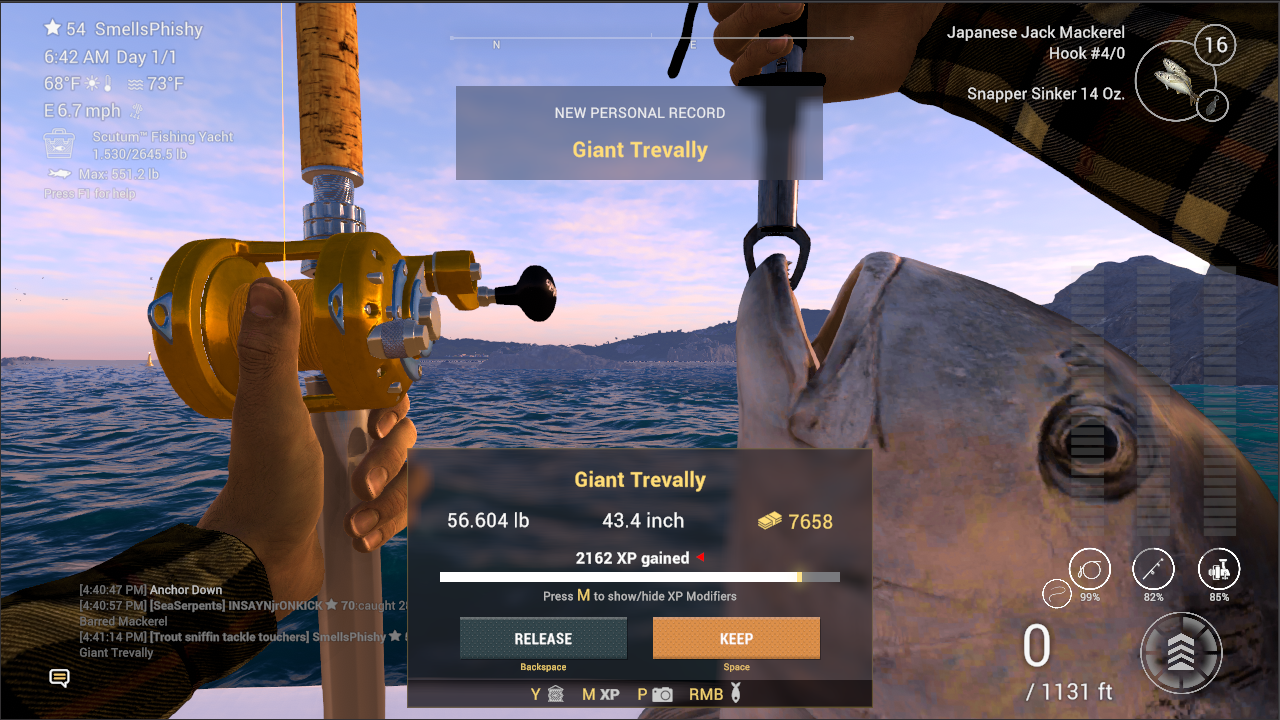 54 SmellsPhishy
6:42 AM Day 1/1
68°F 73°F
E 6.7 mph
Scutum™ Fishing Yacht
1.530/2645.5 lb
Max: 551.2 lb
Press F1 for help
N E
Japanese Jack Mackerel
Hook #4/0
16
Snapper Sinker 14 Oz.
NEW PERSONAL RECORD
Giant Trevally
Giant Trevally
56.604 lb 43.4 inch 7658
2162 XP gained
Press M to show/hide XP Modifiers
RELEASE KEEP
Backspace Space
Y M XP P RMB
[4:40:47 PM] Anchor Down
[4:40:57 PM] [SeaSerpents] INSAYNjrONKICK 70 caught
Barred Mackerel
[4:41:14 PM] [Trout sniffin tackle touchers] SmellsPhishy
Giant Trevally
99% 82% 85%
0
/ 1131 ft